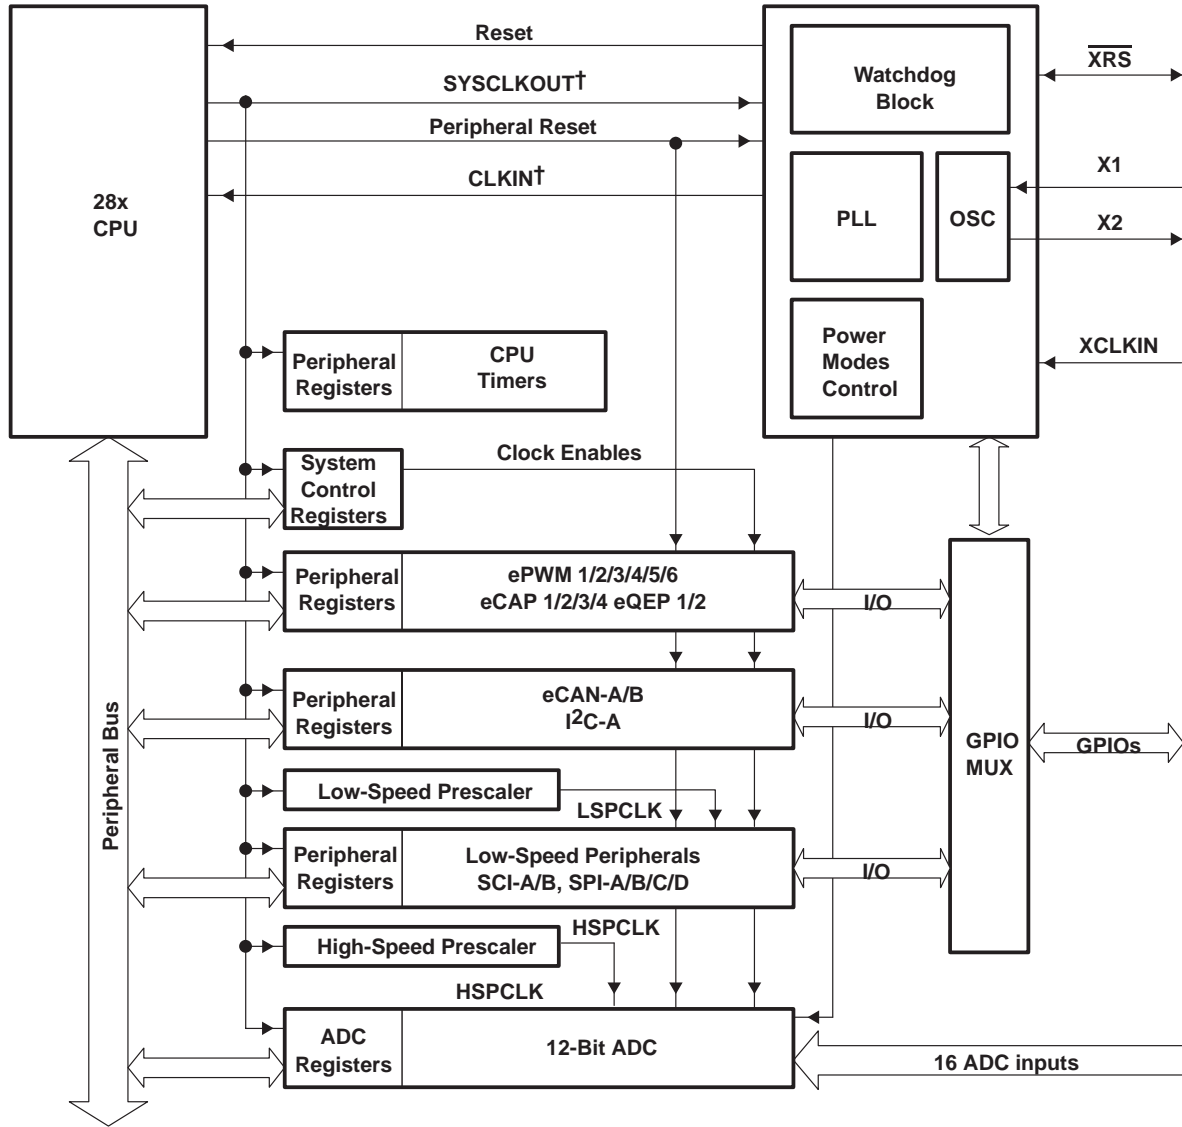 Reset
SYSCLKOUT†
Peripheral Reset
CLKIN†
28x
CPU
Watchdog
Block
PLL
OSC
Power
Modes
Control
XRS
X1
X2
XCLKIN
Peripheral
Registers
CPU
Timers
System
Control
Registers
Clock Enables
Peripheral
Registers
ePWM 1/2/3/4/5/6
eCAP 1/2/3/4 eQEP 1/2
I/O
Peripheral
Registers
eCAN-A/B
I²C-A
I/O
Peripheral Bus
GPIO
MUX
GPIOs
Low-Speed Prescaler
LSPCLK
Peripheral
Registers
Low-Speed Peripherals
SCI-A/B, SPI-A/B/C/D
I/O
High-Speed Prescaler
HSPCLK
HSPCLK
ADC
Registers
12-Bit ADC
16 ADC inputs